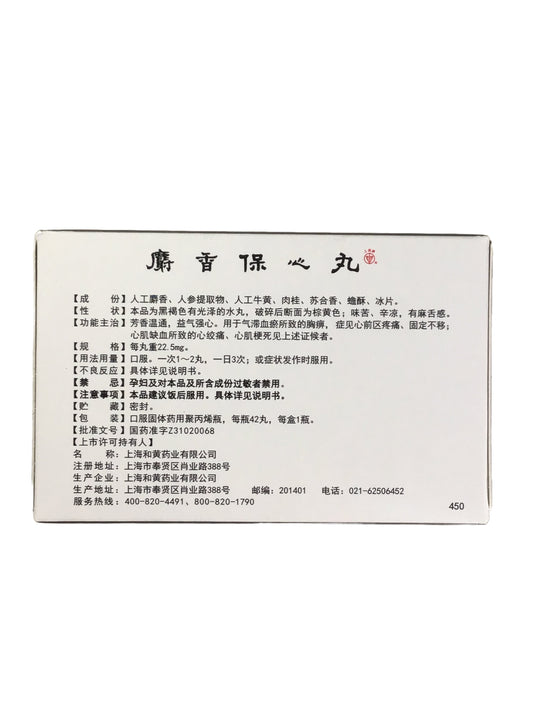 麝香保心丸
【成　　份】人工麝香、人参提取物、人工牛黄、肉桂、苏合香、蟾酥、冰片。
【性　　状】本品为黑褐色有光泽的水丸，破碎后断面为棕黄色；味苦、辛凉，有麻舌感。
【功能主治】芳香温通，益气强心。用于气滞血瘀所致的胸痹，症见心前区疼痛、固定不移；
心肌缺血所致的心绞痛、心肌梗死见上述证候者。
【规　　格】每丸重22.5mg。
【用法用量】口服。一次1～2丸，一日3次；或症状发作时服用。
【不良反应】具体详见说明书。
【禁　　忌】孕妇及对本品及所含成份过敏者禁用。
【注意事项】本品建议饭后服用。具体详见说明书。
【贮　　藏】密封。
【包　　装】口服固体药用聚丙烯瓶，每瓶42丸，每盒1瓶。
【批准文号】国药准字Z31020068
【上市许可持有人】
名　　称：上海和黄药业有限公司
注册地址：上海市奉贤区肖业路388号
生产企业：上海和黄药业有限公司
生产地址：上海市奉贤区肖业路388号　邮编：201401　电话：021-62506452
服务热线：400-820-4491、800-820-1790
450